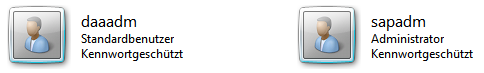 daaadm
Standardbenutzer
Kennwortgeschützt
sapadm
Administrator
Kennwortgeschützt